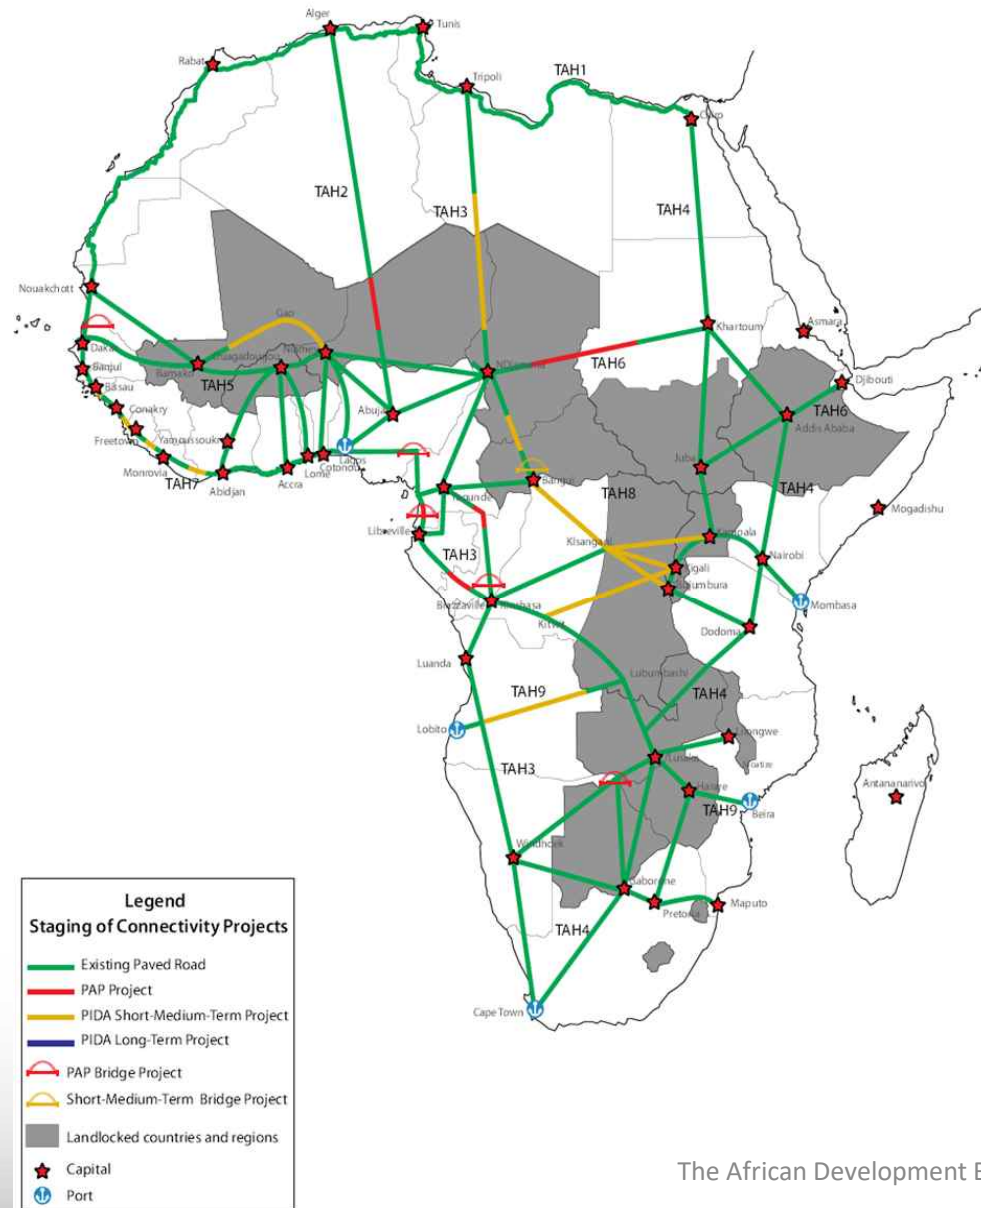 Alger
Tunis
Rabat
Tripoli
TAH1
Cairo
TAH2
TAH3
TAH4
Nouakchott
Gao
Khartoum
Asmara
Dakar
Ouagadougou
Niamey
NDjamena
TAH6
Banjul
Bamako
TAH5
Djibouti
Bissau
Abuja
TAH6
Addis Ababa
Conakry
Freetown
Yamoussoukro
Lagos
Juba
Monrovia
Cotonou
Lome
Accra
Abidjan
TAH7
Bangui
TAH8
TAH4
Yaounde
Mogadishu
Libreville
Kisangani
Kampala
Nairobi
TAH3
Kigali
Bujumbura
Brazzaville
Kinshasa
Mombasa
Kikwit
Dodoma
Luanda
Lubumbashi
TAH9
TAH4
Lobito
Lilongwe
Lusaka
TAH3
Antananarivo
Harare
TAH9
Beira
Windhoek
Gaborone
Pretoria
Maputo
TAH4
Cape Town
Legend
Staging of Connectivity Projects
Existing Paved Road
PAP Project
PIDA Short-Medium-Term Project
PIDA Long-Term Project
PAP Bridge Project
Short-Medium-Term Bridge Project
Landlocked countries and regions
Capital
Port
The African Development B